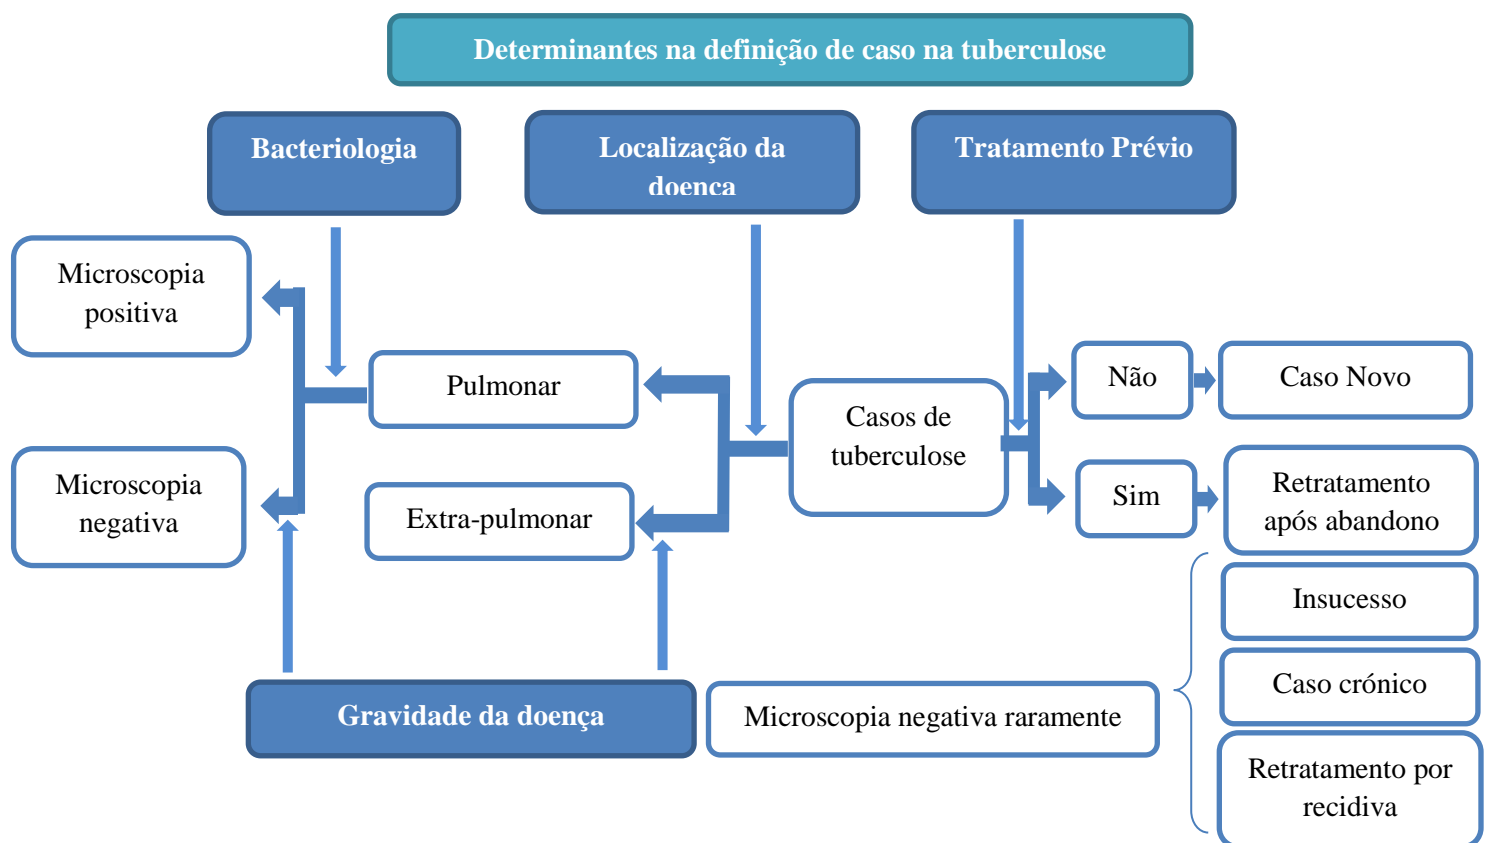 Determinantes na definição de caso na tuberculose
Bacteriologia
Localização da
doença
Tratamento Prévio
Microscopia
positiva
Microscopia
negativa
Pulmonar
Extra-pulmonar
Casos de
tuberculose
Não
Caso Novo
Sim
Retratamento
após abandono
Insucesso
Caso crónico
Retratamento por
recidiva
Gravidade da doença
Microscopia negativa raramente